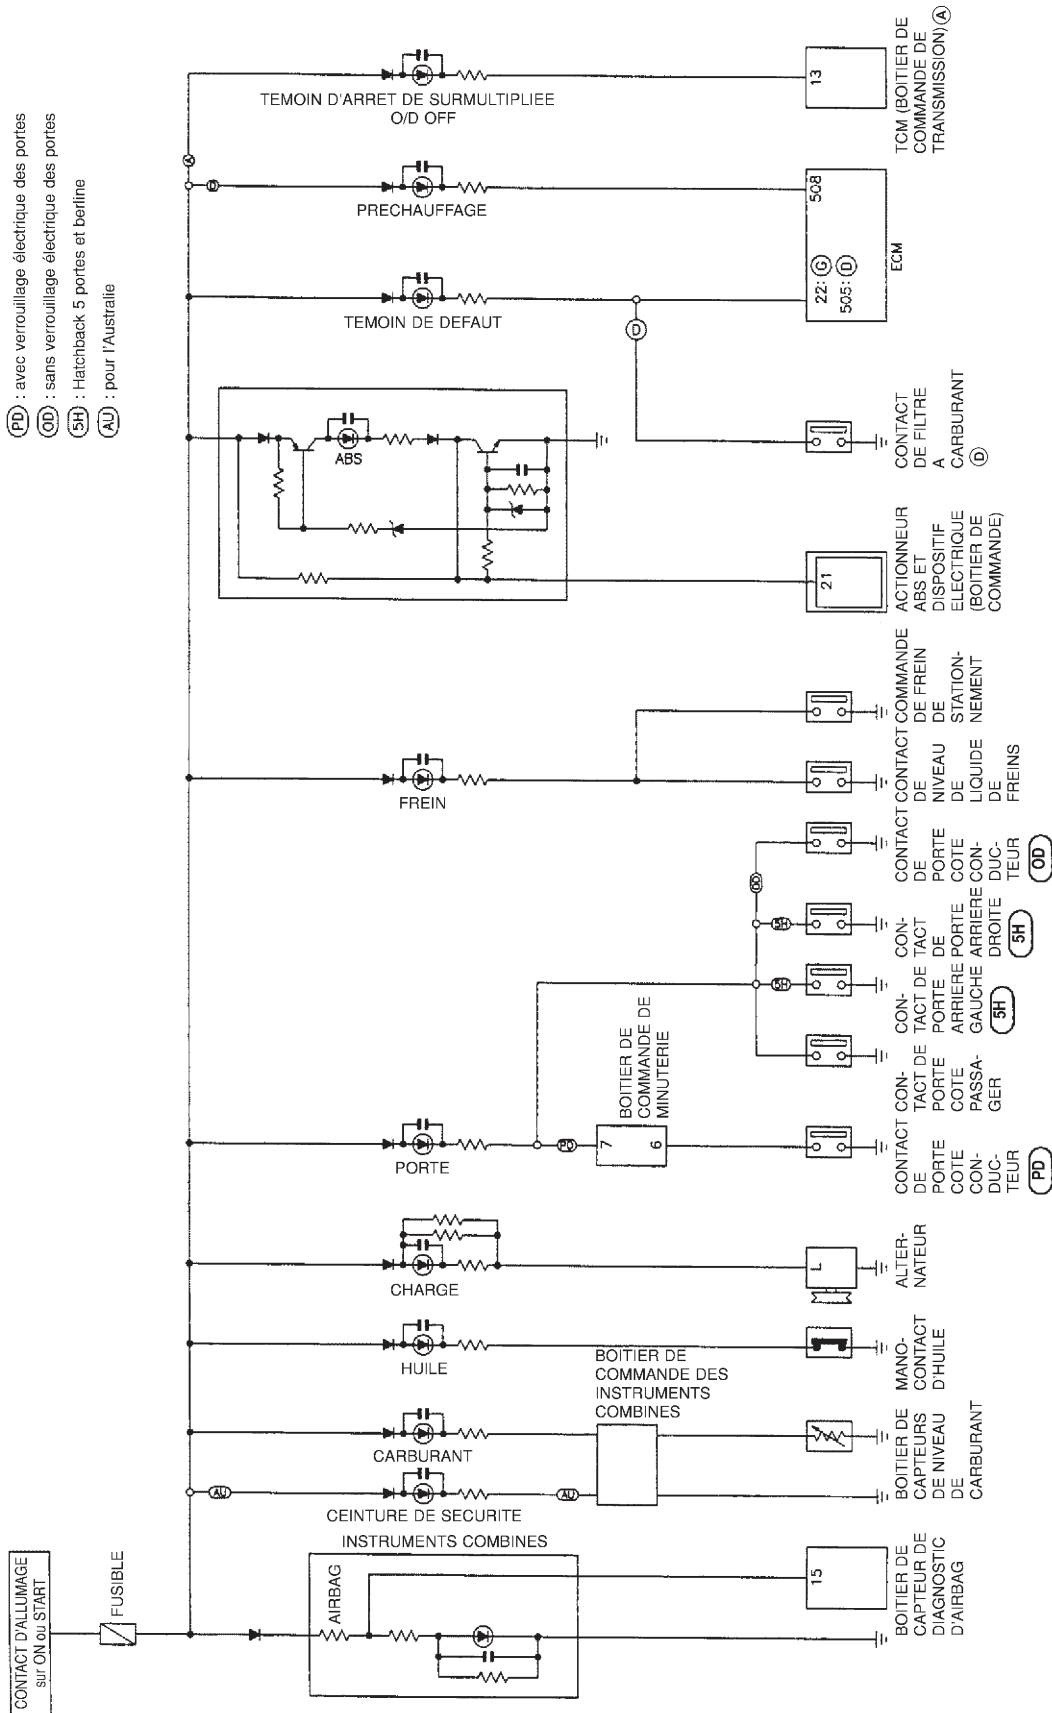 PD : avec verrouillage électrique des portes
OD : sans verrouillage électrique des portes
5H : Hatchback 5 portes et berline
AU : pour l'Australie
CONTACT D'ALLUMAGE
sur ON ou START
FUSIBLE
A
D
TEMOIN D'ARRET DE SURMULTIPLIEE
O/D OFF
13
TCM (BOITIER DE
COMMANDE DE
TRANSMISSION) A
PRECHAUFFAGE
508
22: G
505: D
ECM
TEMOIN DE DEFAUT
D
CONTACT
DE FILTRE
A
CARBURANT
D
ABS
21
ACTIONNEUR
ABS ET
DISPOSITIF
ELECTRIQUE
(BOITIER DE
COMMANDE)
FREIN
COMMANDE
DE FREIN
DE
STATION-
NEMENT
CONTACT
DE
NIVEAU
DE
LIQUIDE
DE
FREINS
OD
CONTACT
DE
PORTE
COTE
CON-
DUC-
TEUR
OD
5H
CON-
TACT
DE
PORTE
ARRIERE
DROITE
5H
5H
CON-
TACT DE
PORTE
ARRIERE
GAUCHE
5H
CON-
TACT DE
PORTE
COTE
PASSA-
GER
PORTE
PD
7
6
BOITIER DE
COMMANDE DE
MINUTERIE
CONTACT
DE
PORTE
COTE
CON-
DUC-
TEUR
PD
CHARGE
L
ALTER-
NATEUR
HUILE
MANO-
CONTACT
D'HUILE
CARBURANT
BOITIER DE
COMMANDE DES
INSTRUMENTS
COMBINES
BOITIER DE
CAPTEURS
DE NIVEAU
DE
CARBURANT
AU
CEINTURE DE SECURITE
AU
INSTRUMENTS COMBINES
AIRBAG
15
BOITIER DE
CAPTEUR DE
DIAGNOSTIC
D'AIRBAG